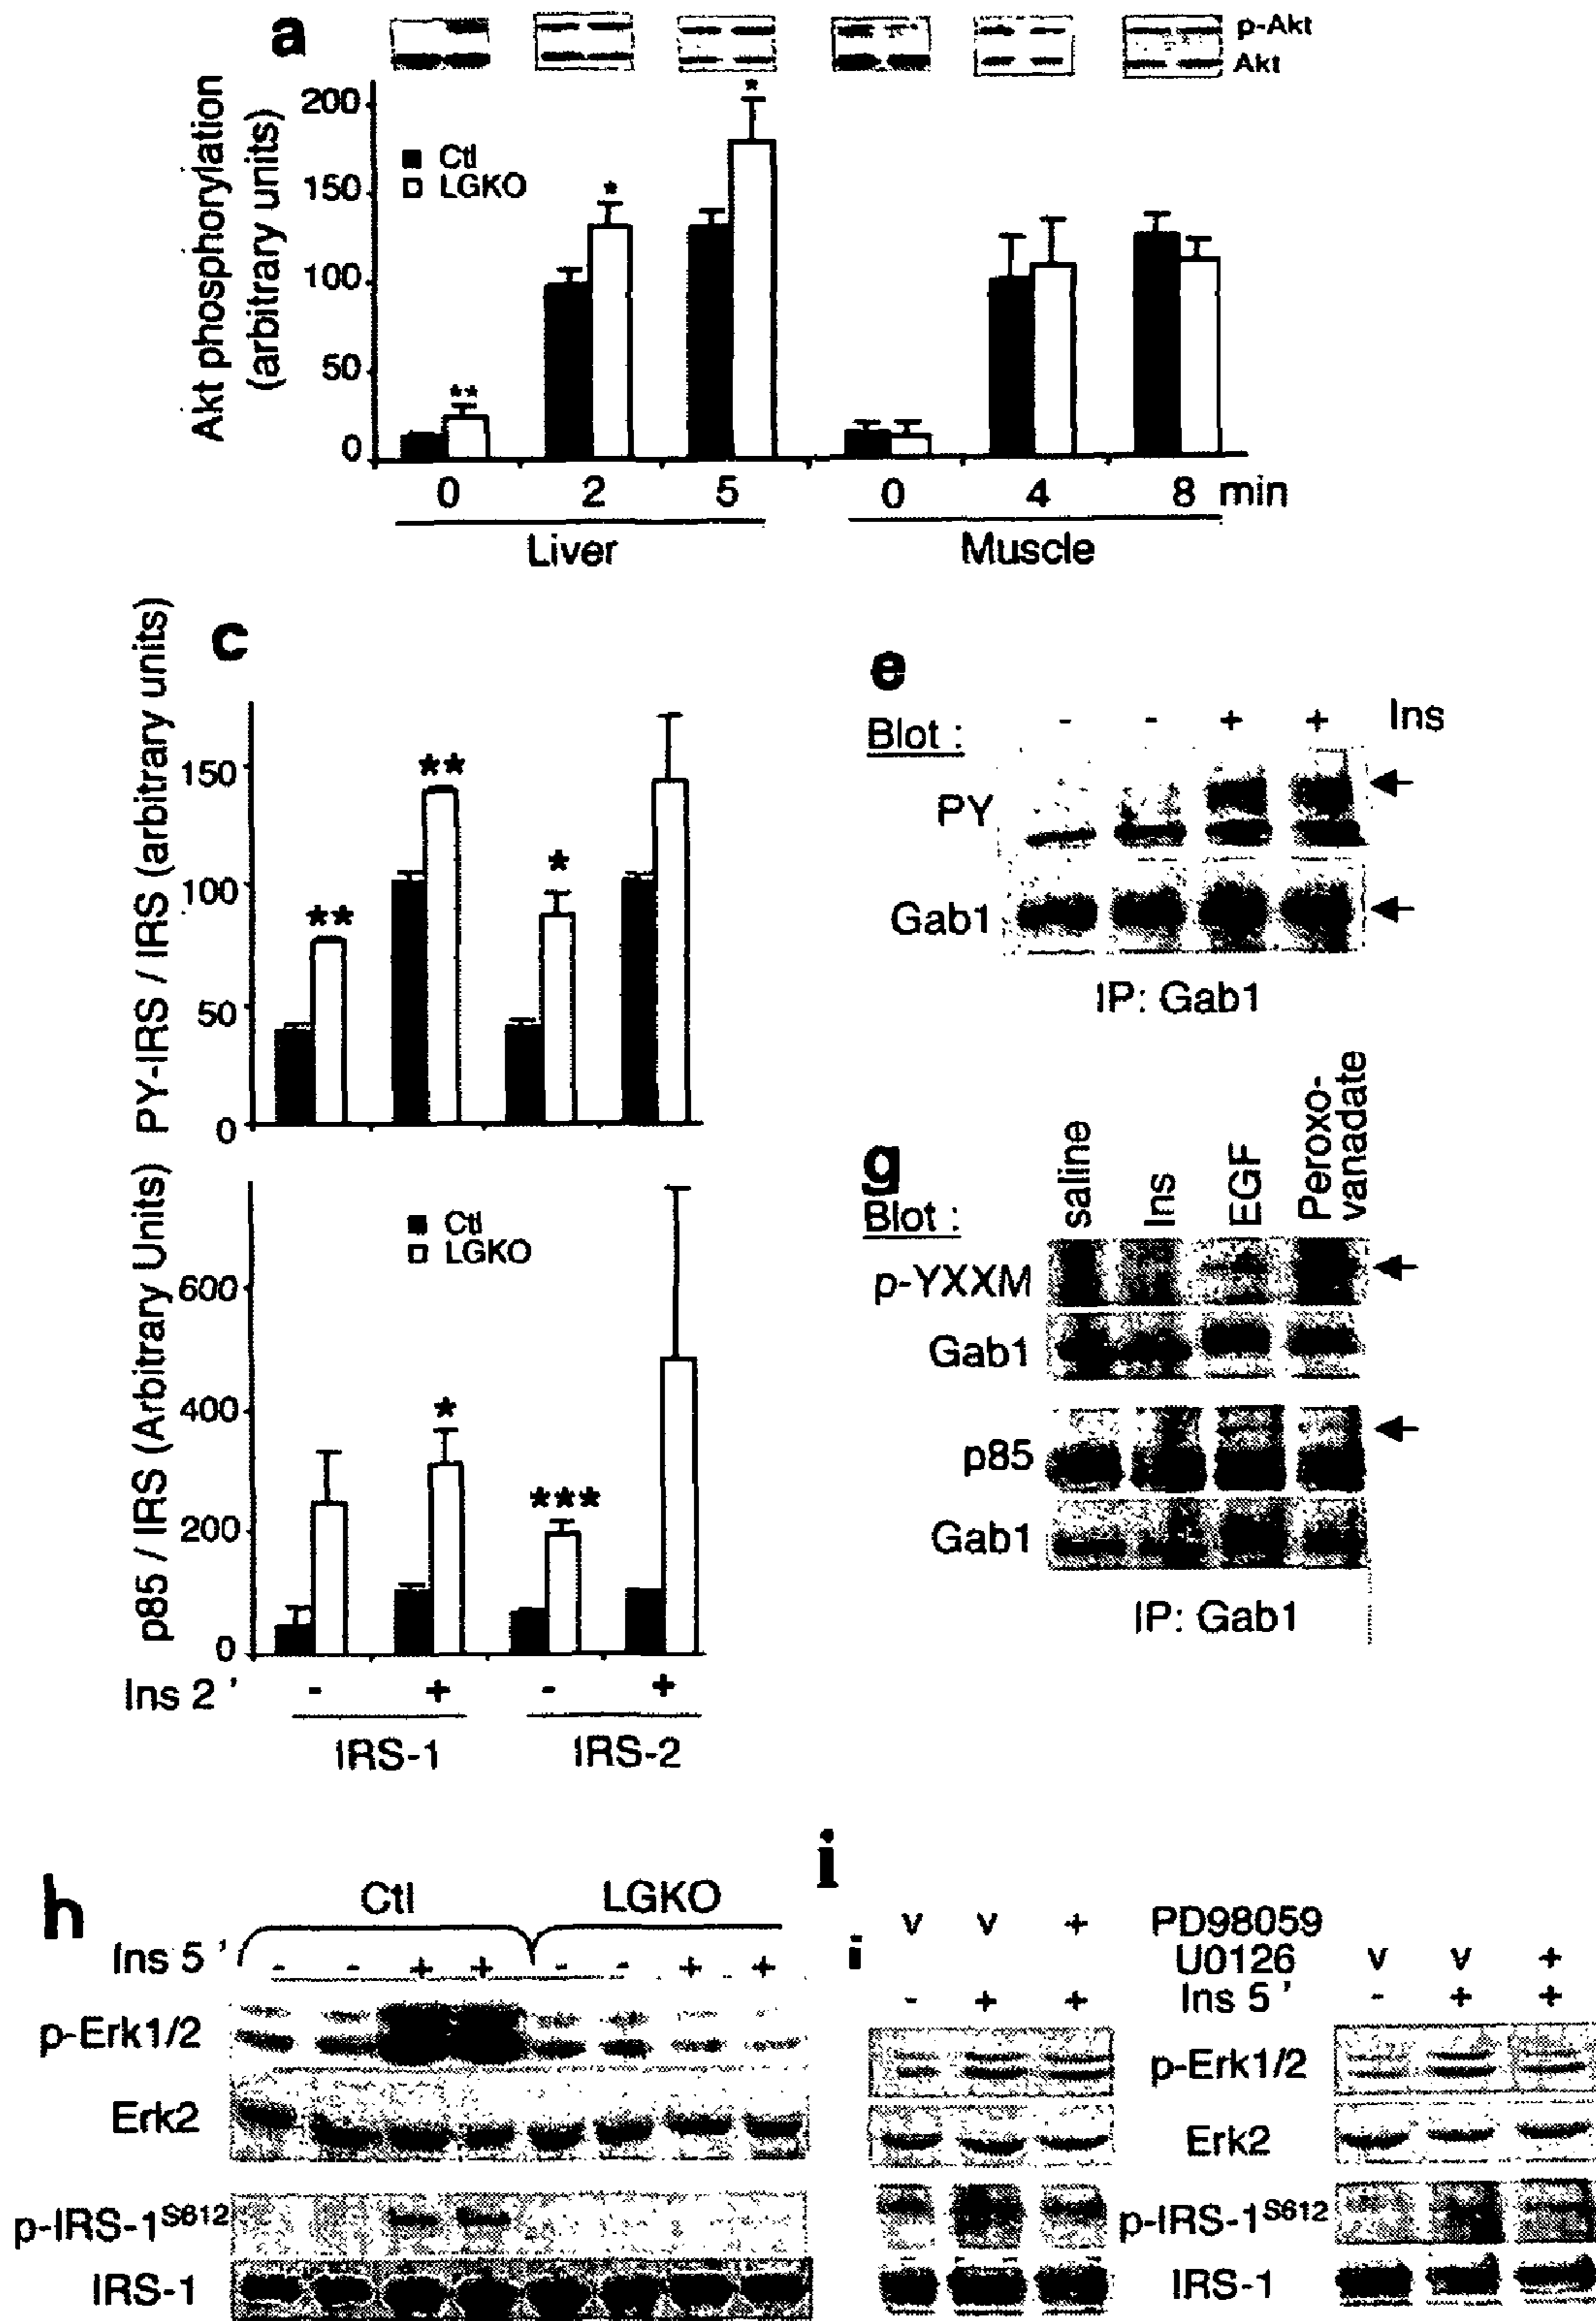 a
p-Akt
Akt
Akt phosphorylation
(arbitrary units)
200
150
100
50
0
Ctl
LGKO
*
*
**
0 2 5 0 4 8 min
Liver Muscle
c
PY-IRS / IRS (arbitrary units)
150
100
50
0
**
**
*
p85 / IRS (Arbitrary Units)
600
400
200
0
Ctl
LGKO
*
***
Ins 2 ' - + - +
IRS-1 IRS-2
e
Blot : - - + + Ins
PY
Gab1
IP: Gab1
g
Blot :
saline
Ins
EGF
Peroxo-
vanadate
p-YXXM
Gab1
p85
Gab1
IP: Gab1
h
Ctl LGKO
Ins 5 ' - - + + - - + +
p-Erk1/2
Erk2
p-IRS-1S612
IRS-1
i
i
v v + PD98059
U0126 v v +
- + + Ins 5 ' - + +
p-Erk1/2
Erk2
p-IRS-1S612
IRS-1